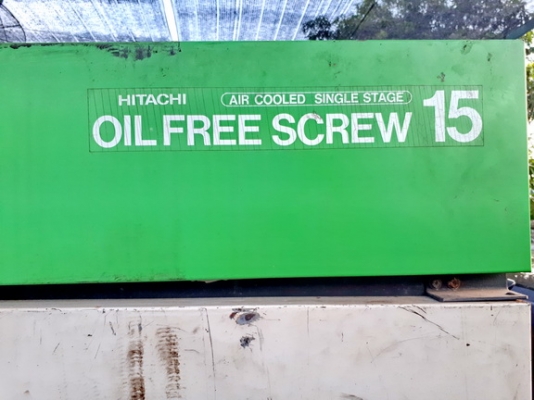 HITACHI AIR COOLED SINGLE STAGE
OIL FREE SCREW 15